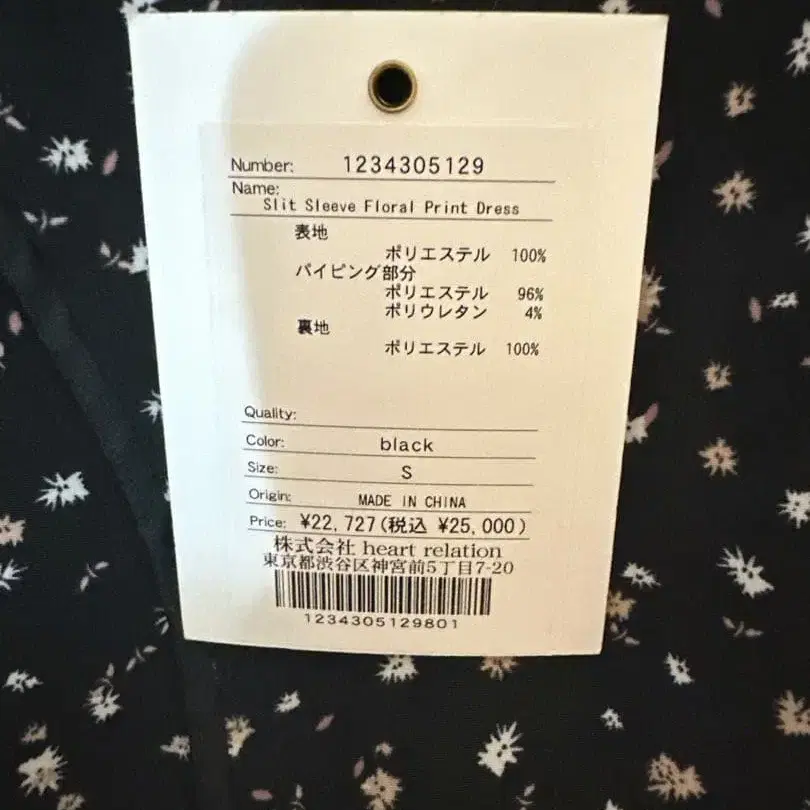 Number: 1234305129
Name:
Slit Sleeve Floral Print Dress
表地
ポリエステル 100%
パイピング部分
ポリエステル 96%
ポリウレタン 4%
裏地
ポリエステル 100%
Quality:
Color: black
Size: S
Origin: MADE IN CHINA
Price: ¥22,727(税込 ¥25,000)
株式会社 heart relation
東京都渋谷区神宮前5丁目7-20
1234305129801